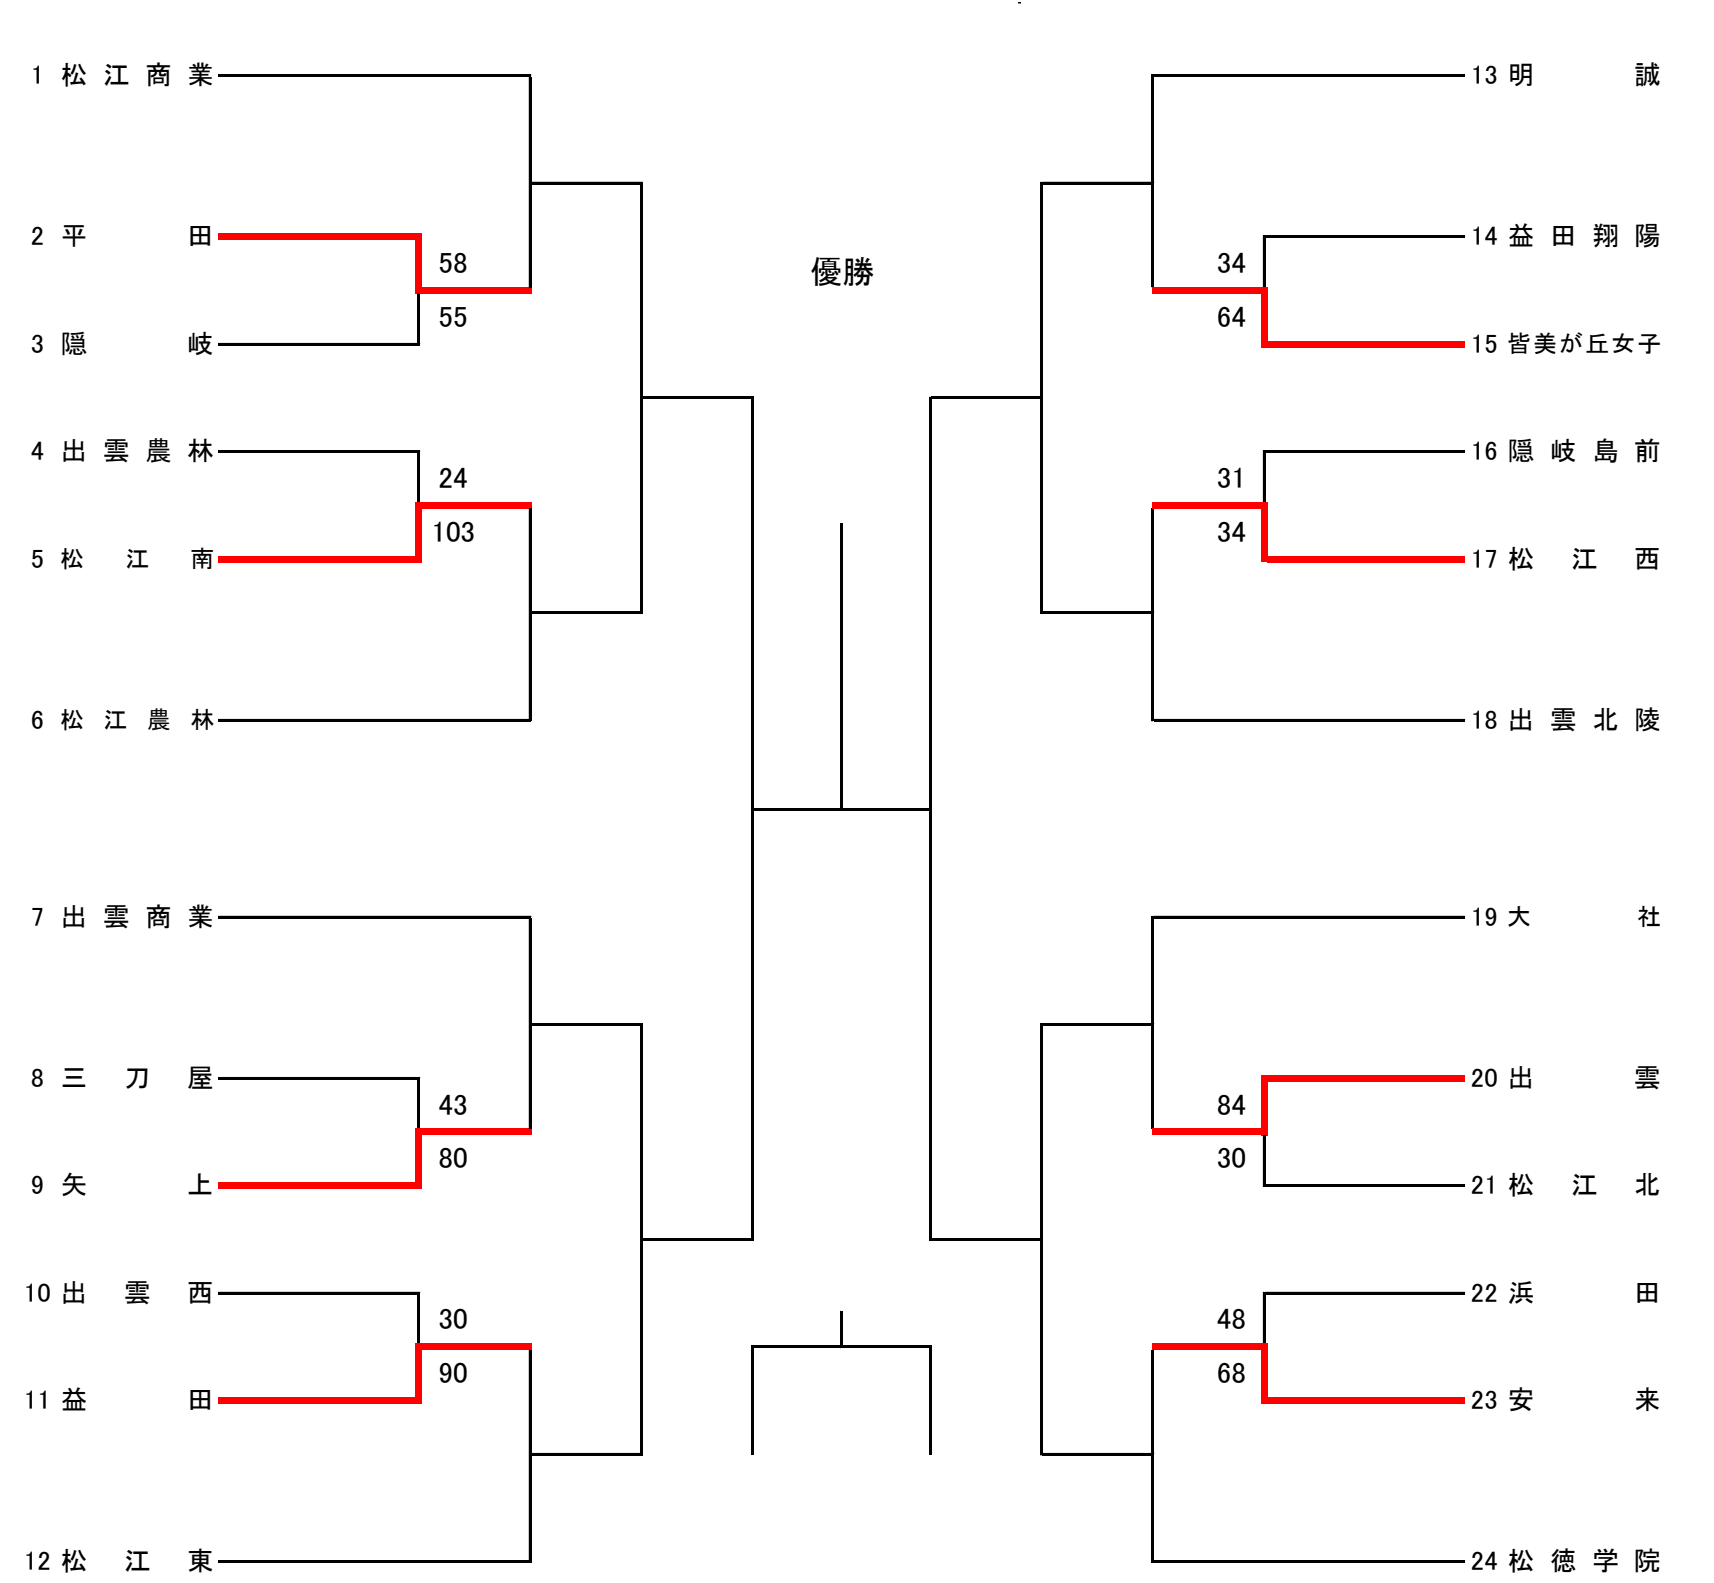 1 松江商業
2 平田
58
55
3 隠岐
4 出雲農林
24
103
5 松江南
6 松江農林
7 出雲商業
8 三刀屋
43
80
9 矢上
10 出雲西
30
90
11 益田
12 松江東
優勝
13 明誠
14 益田翔陽
34
64
15 皆美が丘女子
16 隠岐島前
31
34
17 松江西
18 出雲北陵
19 大社
20 出雲
84
30
21 松江北
22 浜田
48
68
23 安来
24 松徳学院